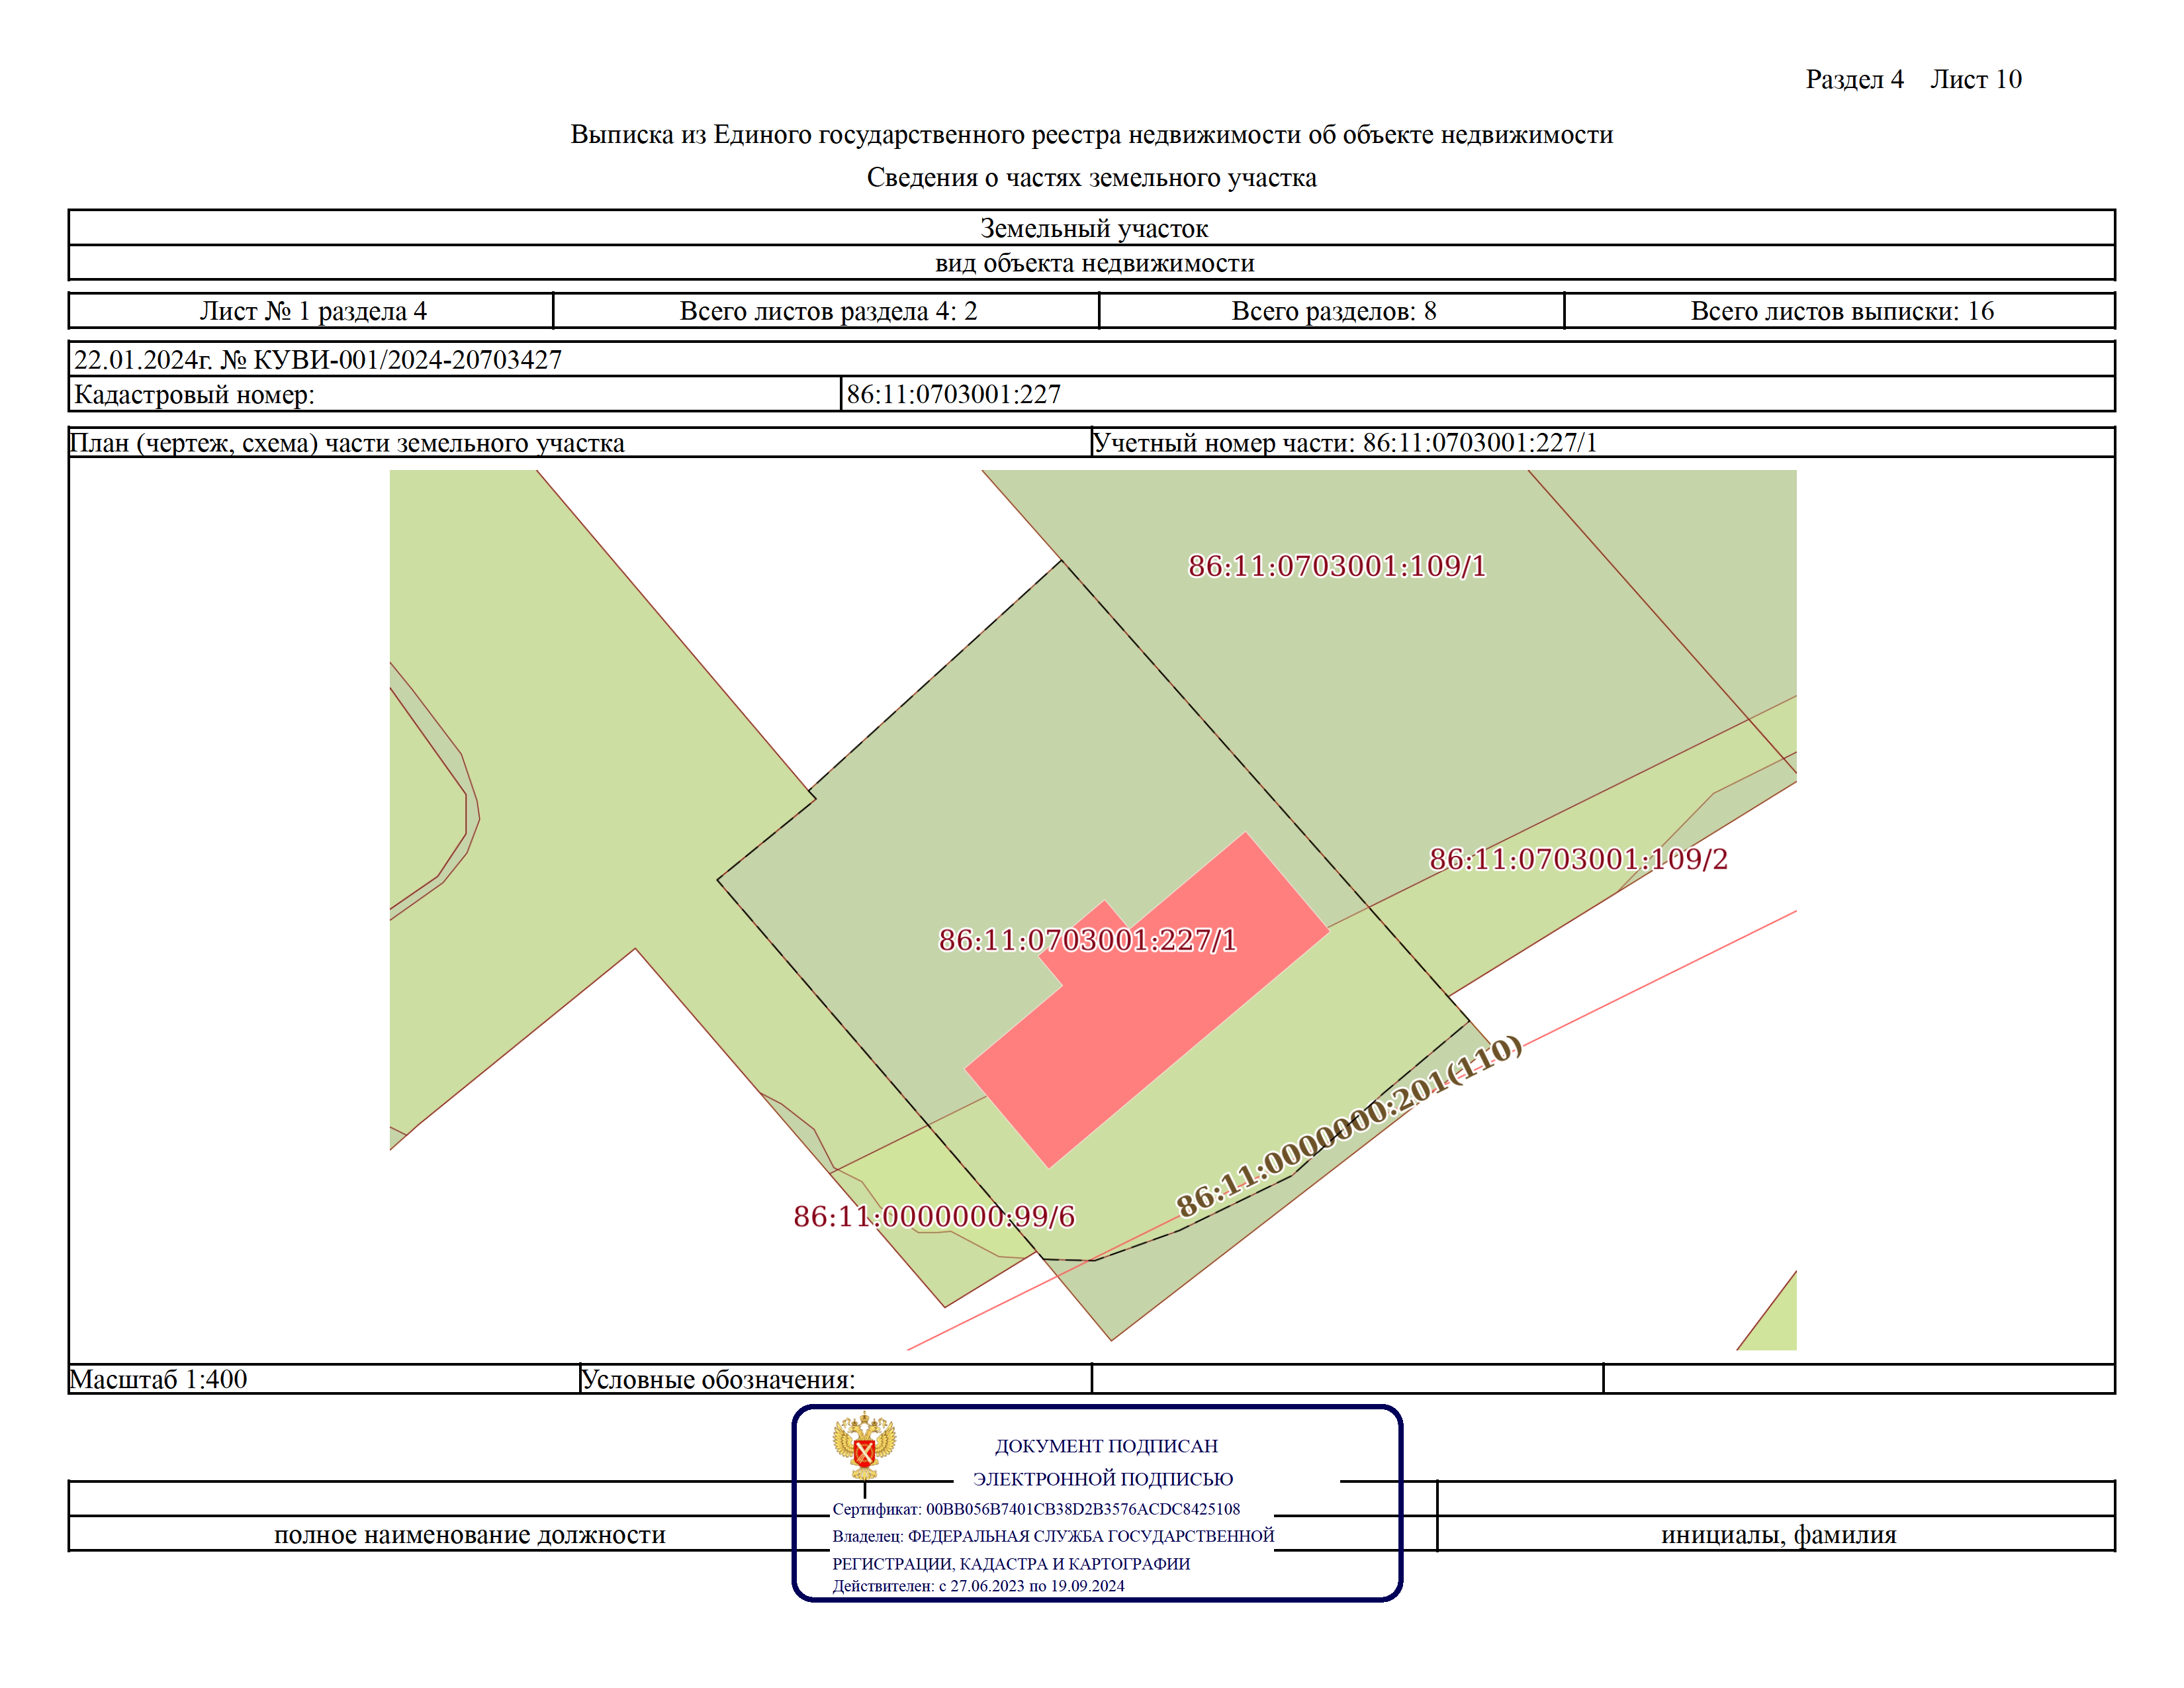 Раздел 4 Лист 10
Выписка из Единого государственного реестра недвижимости об объекте недвижимости
Сведения о частях земельного участка
Земельный участок
вид объекта недвижимости
Лист № 1 раздела 4 Всего листов раздела 4: 2 Всего разделов: 8 Всего листов выписки: 16
22.01.2024г. № КУВИ-001/2024-20703427
Кадастровый номер: 86:11:0703001:227
План (чертеж, схема) части земельного участка Учетный номер части: 86:11:0703001:227/1
86:11:0703001:109/1
86:11:0703001:109/2
86:11:0703001:227/1
86:11:0000000:201(110)
86:11:0000000:99/6
Масштаб 1:400 Условные обозначения:
ДОКУМЕНТ ПОДПИСАН
ЭЛЕКТРОННОЙ ПОДПИСЬЮ
Сертификат: 00BB056B7401CB38D2B3576ACDC8425108
Владелец: ФЕДЕРАЛЬНАЯ СЛУЖБА ГОСУДАРСТВЕННОЙ
РЕГИСТРАЦИИ, КАДАСТРА И КАРТОГРАФИИ
Действителен: с 27.06.2023 по 19.09.2024
полное наименование должности инициалы, фамилия